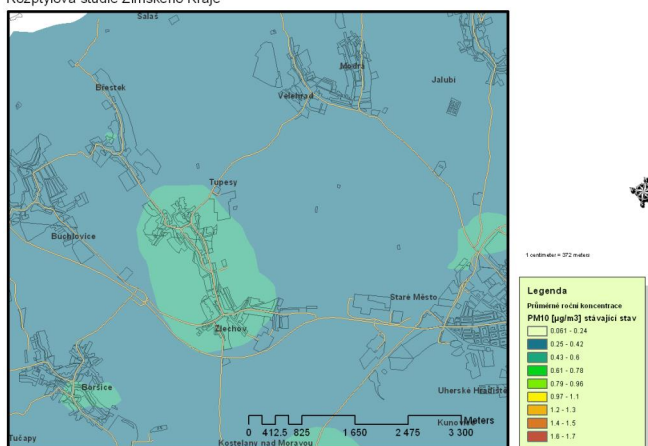 Rozptylová studie Zlínského kraje
Salaš
Modrá
Jalubí
Břestek
Velehrad
Tupesy
Buchlovice
1 centimeter = 372 meters
Legenda
Průměrné roční koncentrace
PM10 [µg/m3] stávající stav
0.061 - 0.24
0.25 - 0.42
0.43 - 0.6
0.61 - 0.78
0.79 - 0.96
0.97 - 1.1
1.2 - 1.3
1.4 - 1.5
1.6 - 1.7
Staré Město
Zlechov
Boršice
Uherské Hradiště
Tučapy
Kunovice
Meters
0 412.5 825 1 650 2 475 3 300
Kostelany nad Moravou